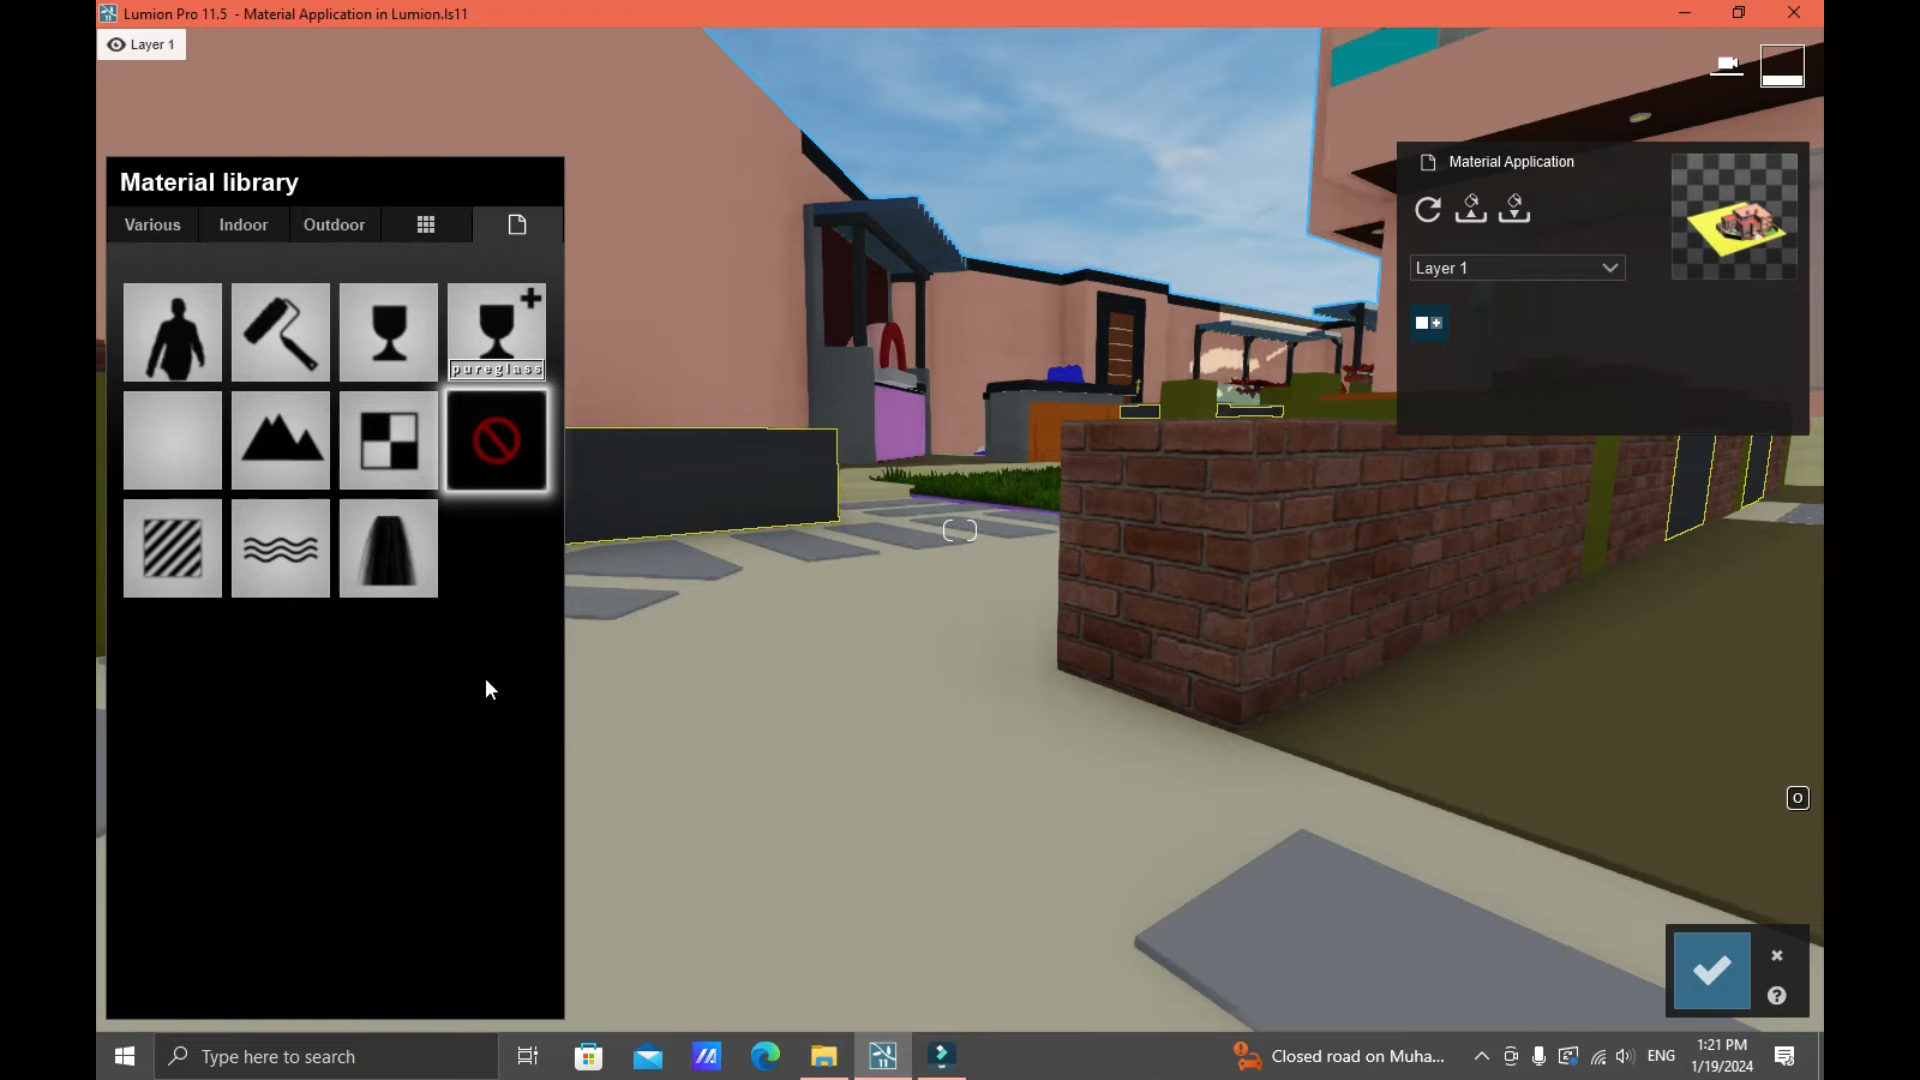 Lumion Pro 11.5 - Material Application in Lumion.ls11
Layer 1
Material library
Various
Indoor
Outdoor
pureglass
Material Application
Layer 1
O
Type here to search
Closed road on Muha...
ENG
1:21 PM
1/19/2024